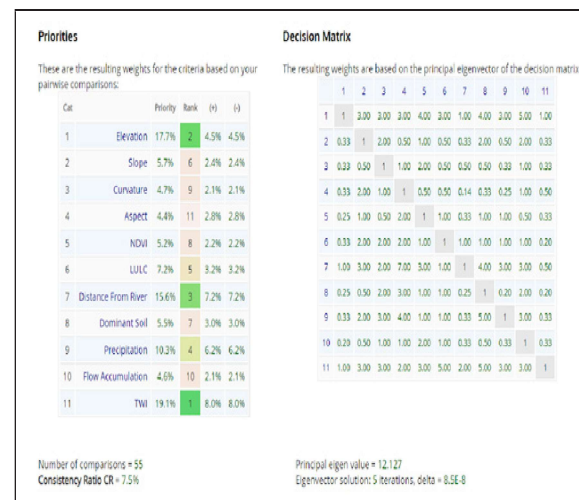 Priorities
These are the resulting weights for the criteria based on your
pairwise comparisons:
Cat Priority Rank (+) (-)
1 Elevation 17.7% 2 4.5% 4.5%
2 Slope 5.7% 6 2.4% 2.4%
3 Curvature 4.7% 9 2.1% 2.1%
4 Aspect 4.4% 11 2.8% 2.8%
5 NDVI 5.2% 8 2.2% 2.2%
6 LULC 7.2% 5 3.2% 3.2%
7 Distance From River 15.6% 3 7.2% 7.2%
8 Dominant Soil 5.5% 7 3.0% 3.0%
9 Precipitation 10.3% 4 6.2% 6.2%
10 Flow Accumulation 4.6% 10 2.1% 2.1%
11 TWI 19.1% 1 8.0% 8.0%
Number of comparisons = 55
Consistency Ratio CR = 7.5%
Decision Matrix
The resulting weights are based on the principal eigenvector of the decision matrix
1 2 3 4 5 6 7 8 9 10 11
1 1 3.00 3.00 3.00 4.00 3.00 1.00 4.00 3.00 5.00 1.00
2 0.33 1 2.00 0.50 1.00 0.50 0.33 2.00 0.50 2.00 0.33
3 0.33 0.50 1 1.00 2.00 0.50 0.50 0.50 0.33 1.00 0.33
4 0.33 2.00 1.00 1 0.50 0.50 0.14 0.33 0.25 1.00 0.50
5 0.25 1.00 0.50 2.00 1 1.00 0.33 1.00 1.00 0.50 0.33
6 0.33 2.00 2.00 2.00 1.00 1 1.00 1.00 1.00 1.00 0.20
7 1.00 3.00 2.00 7.00 3.00 1.00 1 4.00 3.00 3.00 0.50
8 0.25 0.50 2.00 3.00 1.00 1.00 0.25 1 0.20 2.00 0.20
9 0.33 2.00 3.00 4.00 1.00 1.00 0.33 5.00 1 3.00 0.33
10 0.20 0.50 1.00 1.00 2.00 1.00 0.33 0.50 0.33 1 0.33
11 1.00 3.00 3.00 2.00 3.00 5.00 2.00 5.00 3.00 3.00 1
Principal eigen value = 12.127
Eigenvector solution: 5 iterations, delta = 8.5E-8